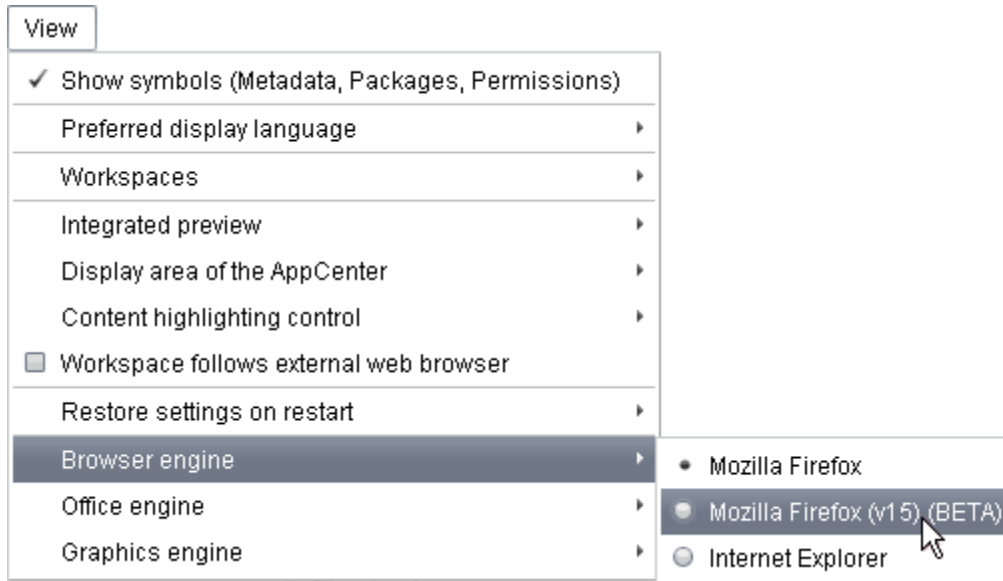 View
Show symbols (Metadata, Packages, Permissions)
Preferred display language
Workspaces
Integrated preview
Display area of the AppCenter
Content highlighting control
Workspace follows external web browser
Restore settings on restart
Browser engine
Office engine
Graphics engine
Mozilla Firefox
Mozilla Firefox (v15) (BETA)
Internet Explorer